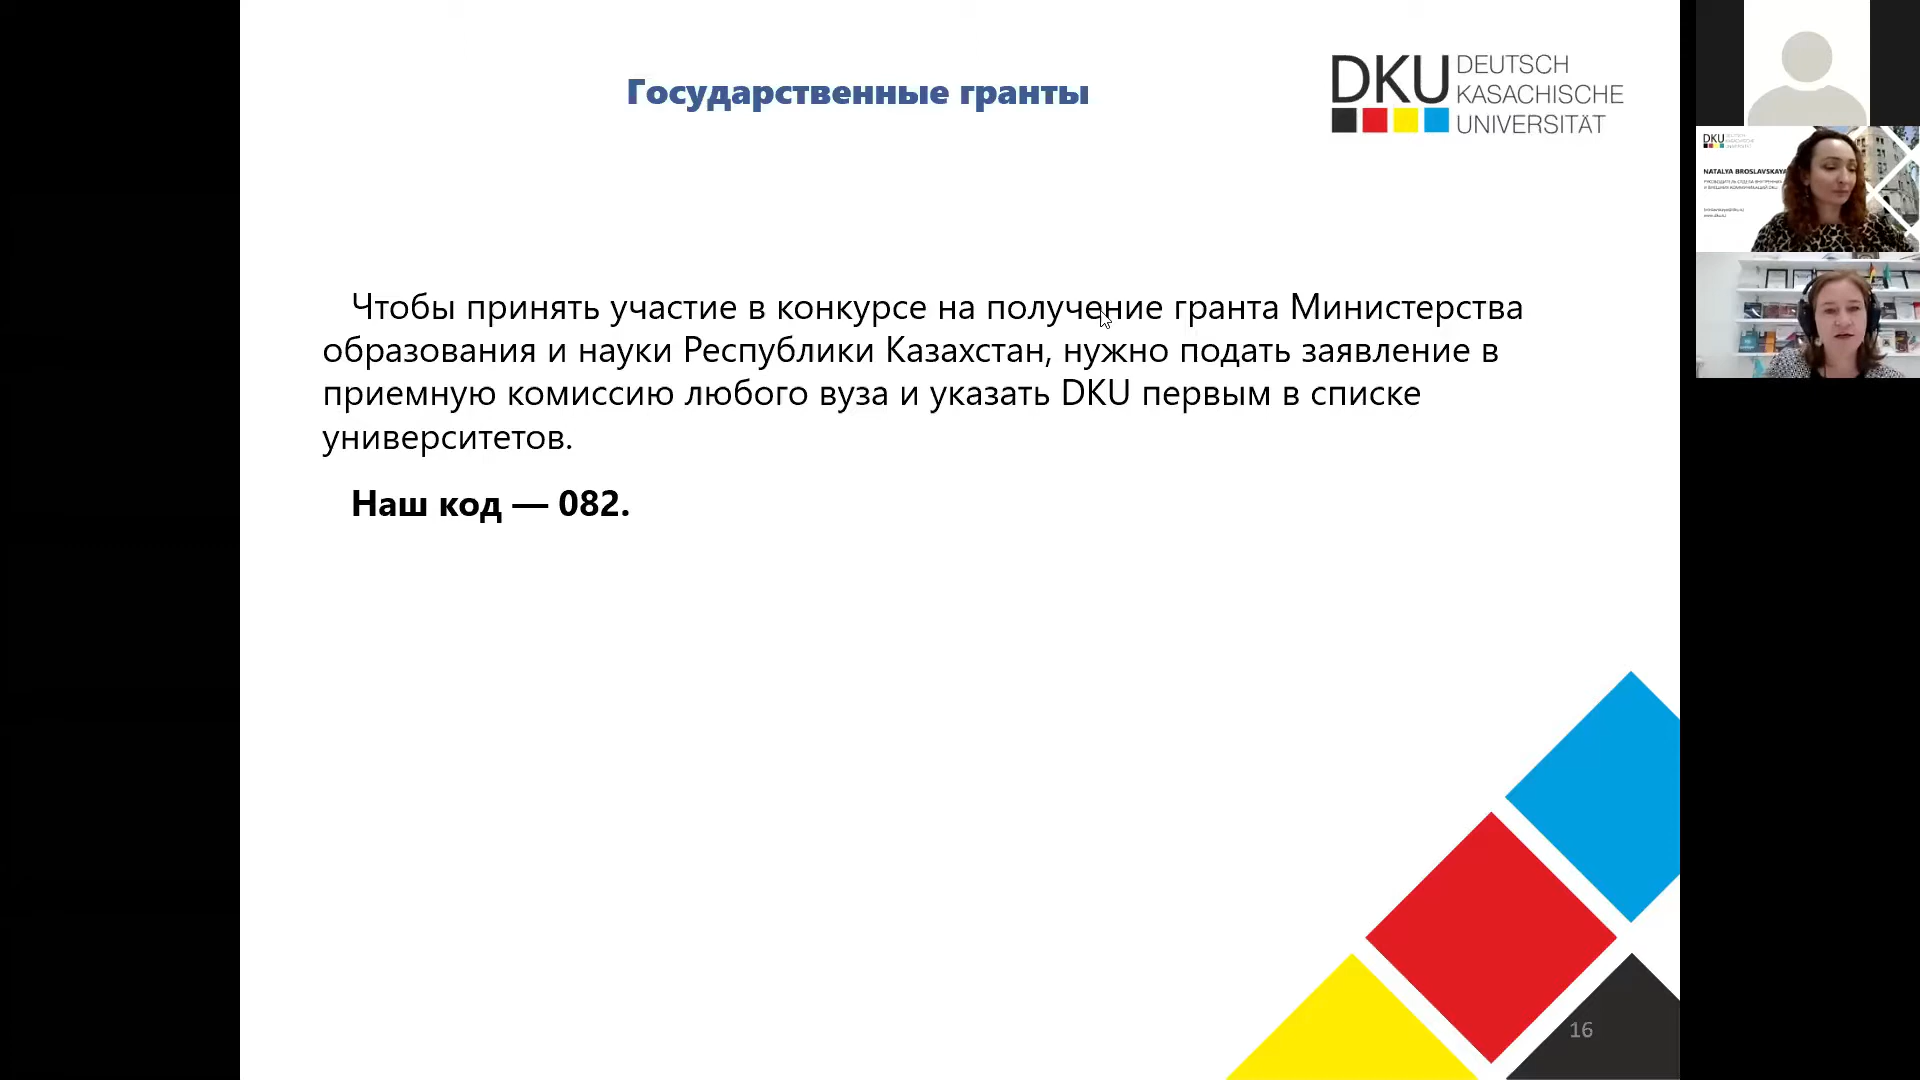 Государственные гранты
DKU DEUTSCH
KASACHISCHE
UNIVERSITÄT
Чтобы принять участие в конкурсе на получение гранта Министерства
образования и науки Республики Казахстан, нужно подать заявление в
приемную комиссию любого вуза и указать DKU первым в списке
университетов.
Наш код — 082.
16
DKU
NATALYA BROSLAVSKAYA